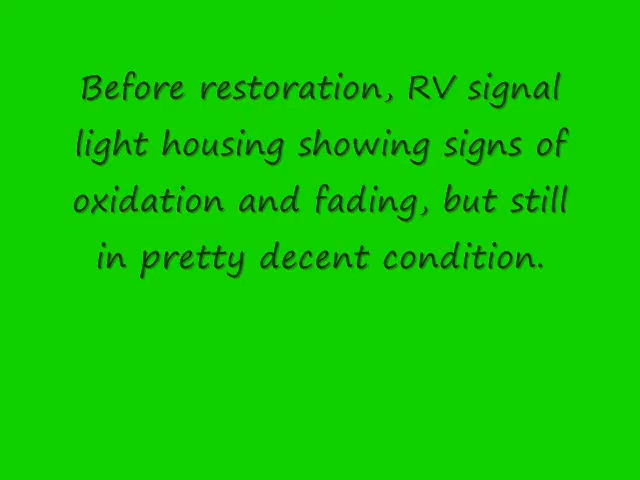 Before restoration, RV signal
light housing showing signs of
oxidation and fading, but still
in pretty decent condition.